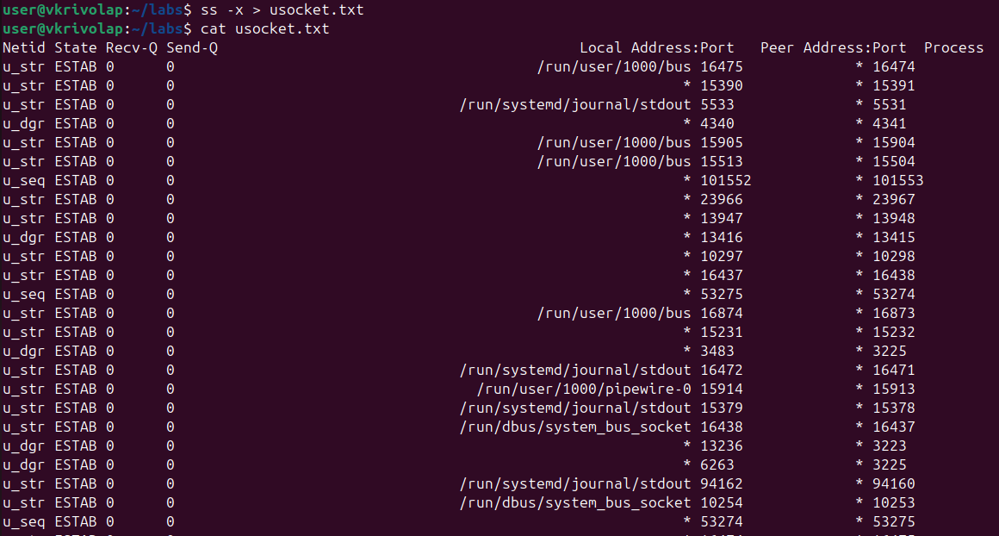 user@vkrivolap:~/labs$ ss -x > usocket.txt
user@vkrivolap:~/labs$ cat usocket.txt
Netid State Recv-Q Send-Q Local Address:Port Peer Address:Port Process
u_str ESTAB 0 0 /run/user/1000/bus 16475 * 16474
u_str ESTAB 0 0 * 15390 * 15391
u_str ESTAB 0 0 /run/systemd/journal/stdout 5533 * 5531
u_dgr ESTAB 0 0 * 4340 * 4341
u_str ESTAB 0 0 /run/user/1000/bus 15905 * 15904
u_str ESTAB 0 0 /run/user/1000/bus 15513 * 15504
u_seq ESTAB 0 0 * 101552 * 101553
u_str ESTAB 0 0 * 23966 * 23967
u_str ESTAB 0 0 * 13947 * 13948
u_dgr ESTAB 0 0 * 13416 * 13415
u_str ESTAB 0 0 * 10297 * 10298
u_str ESTAB 0 0 * 16437 * 16438
u_seq ESTAB 0 0 * 53275 * 53274
u_str ESTAB 0 0 /run/user/1000/bus 16874 * 16873
u_str ESTAB 0 0 * 15231 * 15232
u_dgr ESTAB 0 0 * 3483 * 3225
u_str ESTAB 0 0 /run/systemd/journal/stdout 16472 * 16471
u_str ESTAB 0 0 /run/user/1000/pipewire-0 15914 * 15913
u_str ESTAB 0 0 /run/systemd/journal/stdout 15379 * 15378
u_str ESTAB 0 0 /run/dbus/system_bus_socket 16438 * 16437
u_dgr ESTAB 0 0 * 13236 * 3223
u_dgr ESTAB 0 0 * 6263 * 3225
u_str ESTAB 0 0 /run/systemd/journal/stdout 94162 * 94160
u_str ESTAB 0 0 /run/dbus/system_bus_socket 10254 * 10253
u_seq ESTAB 0 0 * 53274 * 53275